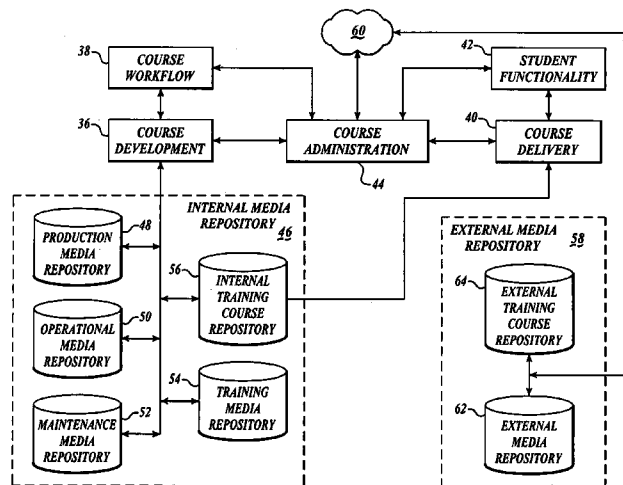 60
38
COURSE
WORKFLOW
42
STUDENT
FUNCTIONALITY
36
COURSE
DEVELOPMENT
COURSE
ADMINISTRATION
44
40
COURSE
DELIVERY
INTERNAL MEDIA
REPOSITORY
46
48
PRODUCTION
MEDIA
REPOSITORY
56
INTERNAL
TRAINING
COURSE
REPOSITORY
50
OPERATIONAL
MEDIA
REPOSITORY
54
TRAINING
MEDIA
REPOSITORY
52
MAINTENANCE
MEDIA
REPOSITORY
EXTERNAL MEDIA
REPOSITORY
58
64
EXTERNAL
TRAINING
COURSE
REPOSITORY
62
EXTERNAL
MEDIA
REPOSITORY